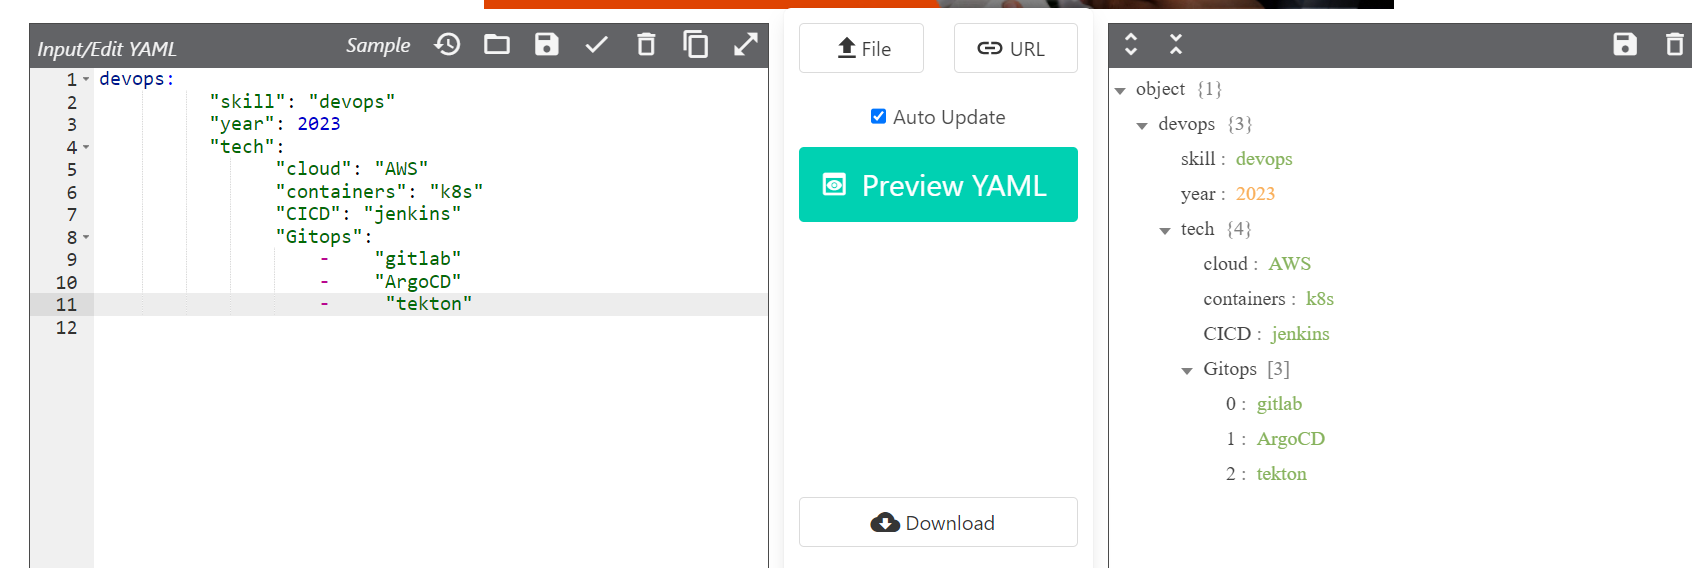 Input/Edit YAML Sample
1 devops:
2 "skill": "devops"
3 "year": 2023
4 "tech":
5 "cloud": "AWS"
6 "containers": "k8s"
7 "CICD": "jenkins"
8 "Gitops":
9 - "gitlab"
10 - "ArgoCD"
11 - "tekton"
12
File URL
Auto Update
Preview YAML
Download
object {1}
devops {3}
skill : devops
year : 2023
tech {4}
cloud : AWS
containers : k8s
CICD : jenkins
Gitops [3]
0 : gitlab
1 : ArgoCD
2 : tekton